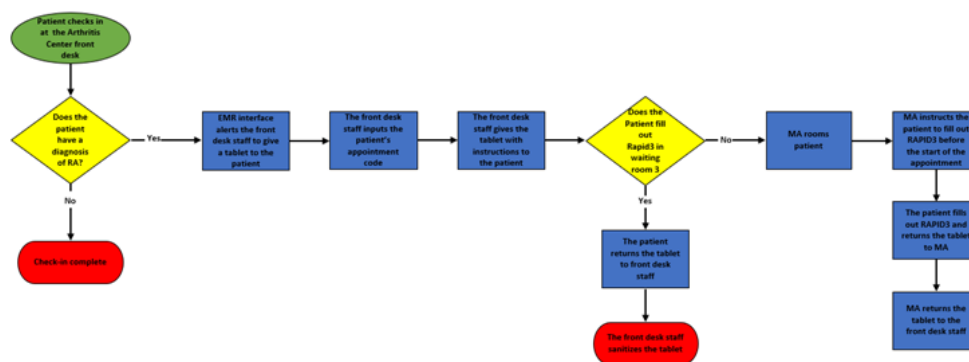 Patient checks in
at the Arthritis
Center front
desk
Does the
patient
have a
diagnosis
of RA?
Yes
EMR interface
alerts the front
desk staff to give
a tablet to the
patient
The front desk
staff inputs the
patient's
appointment
code
The front desk
staff gives the
tablet with
instructions to
the patient
Does the
Patient fill
out
Rapid3 in
waiting
room 3
No
MA rooms
patient
MA instructs the
patient to fill out
RAPID3 before
the start of the
appointment
No
Yes
The patient fills
out RAPID3 and
returns the tablet
to MA
Check-in complete
The patient
returns the tablet
to front desk
staff
MA returns the
tablet to the
front desk staff
The front desk staff
sanitizes the tablet